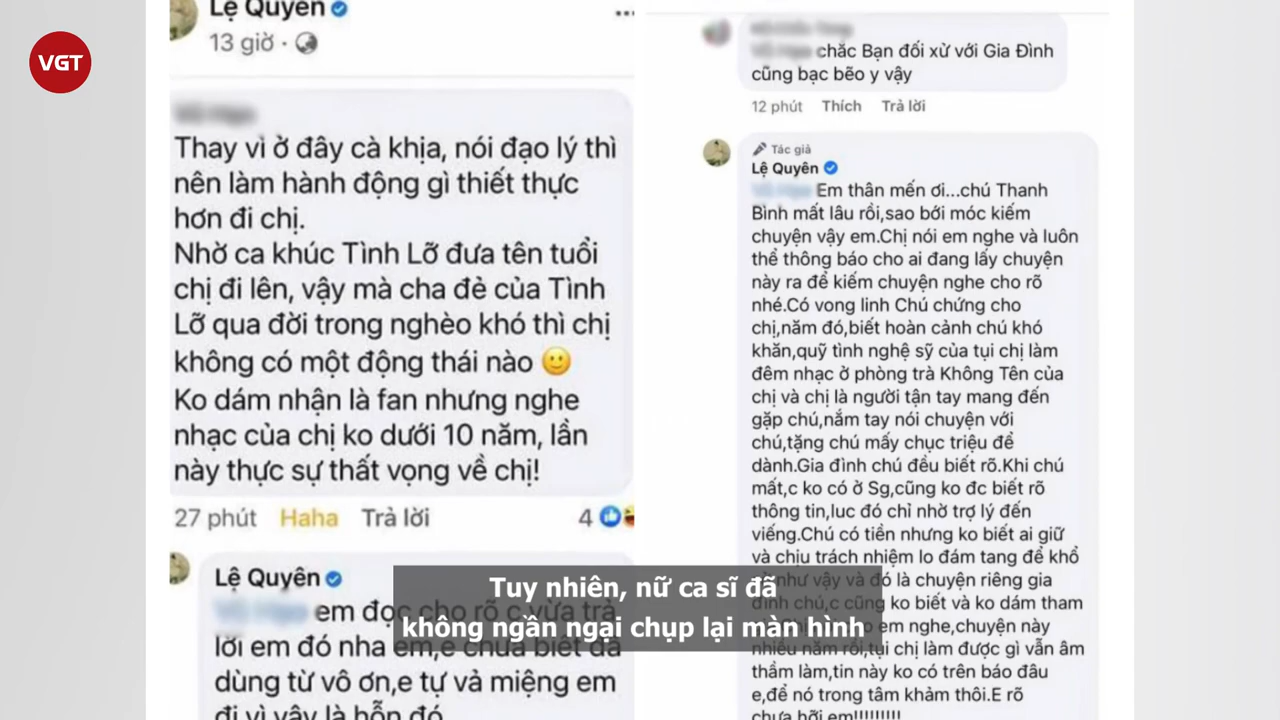 VGT
Lệ Quyên
13 giờ ·
Thay vì ở đây cà khịa, nói đạo lý thì
nên làm hành động gì thiết thực
hơn đi chị.
Nhờ ca khúc Tình Lỡ đưa tên tuổi
chị đi lên, vậy mà cha đẻ của Tình
Lỡ qua đời trong nghèo khó thì chị
không có một động thái nào 🙂
Ko dám nhận là fan nhưng nghe
nhạc của chị ko dưới 10 năm, lần
này thực sự thất vọng về chị!
27 phút Haha Trả lời 4
Lệ Quyên
em đọc cho rõ c vừa trả
lời em đó nha em,e chưa biết đã
dùng từ vô ơn,e tự vả miệng em
đi vì vậy là hỗn đó
chắc Bạn đối xử với Gia Đình
cũng bạc bẽo y vậy
12 phút Thích Trả lời
Tác giả
Lệ Quyên
Em thân mến ơi...chú Thanh
Bình mất lâu rồi,sao bới móc kiếm
chuyện vậy em.Chị nói em nghe và luôn
thể thông báo cho ai đang lấy chuyện
này ra để kiếm chuyện nghe cho rõ
nhé.Có vong linh Chú chứng cho
chị,năm đó,biết hoàn cảnh chú khó
khăn,quỹ tình nghệ sỹ của tụi chị làm
đêm nhạc ở phòng trà Không Tên của
chị và chị là người tận tay mang đến
gặp chú,nắm tay nói chuyện với
chú,tặng chú mấy chục triệu để
dành.Gia đình chú đều biết rõ.Khi chú
mất,c ko có ở Sg,cũng ko đc biết rõ
thông tin,luc đó chỉ nhờ trợ lý đến
viếng.Chú có tiền nhưng ko biết ai giữ
và chịu trách nhiệm lo đám tang để khổ
như vậy và đó là chuyện riêng gia
đình chú,c cũng ko biết và ko dám tham
em nghe,chuyện này
nhiều năm rồi,tụi chị làm được gì vẫn âm
thầm làm,tin này ko có trên báo đâu
e,để nó trong tâm khảm thôi.E rõ
chưa hỡi em!!!!!!!!!
Tuy nhiên, nữ ca sĩ đã
không ngần ngại chụp lại màn hình